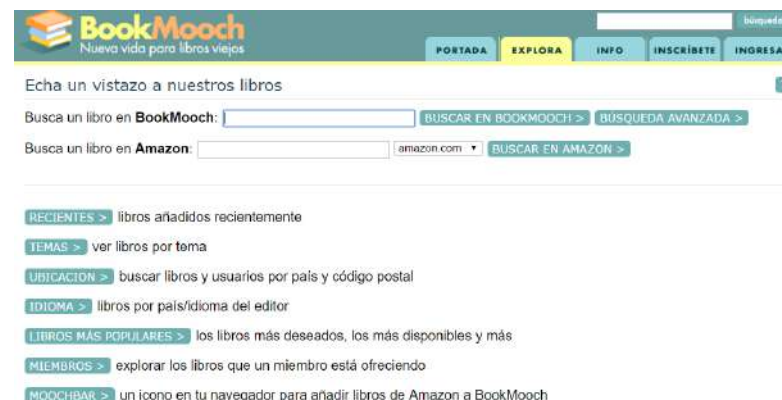 BookMooch
Nueva vida para libros viejos
búsqueda
PORTADA EXPLORA INFO INSCRÍBETE INGRESA
Echa un vistazo a nuestros libros
Busca un libro en BookMooch: BUSCAR EN BOOKMOOCH > BÚSQUEDA AVANZADA >
Busca un libro en Amazon: amazon.com BUSCAR EN AMAZON >
RECIENTES > libros añadidos recientemente
TEMAS > ver libros por tema
UBICACIÓN > buscar libros y usuarios por país y código postal
IDIOMA > libros por país/idioma del editor
LIBROS MÁS POPULARES > los libros más deseados, los más disponibles y más
MIEMBROS > explorar los libros que un miembro está ofreciendo
MOOCHBAR > un icono en tu navegador para añadir libros de Amazon a BookMooch